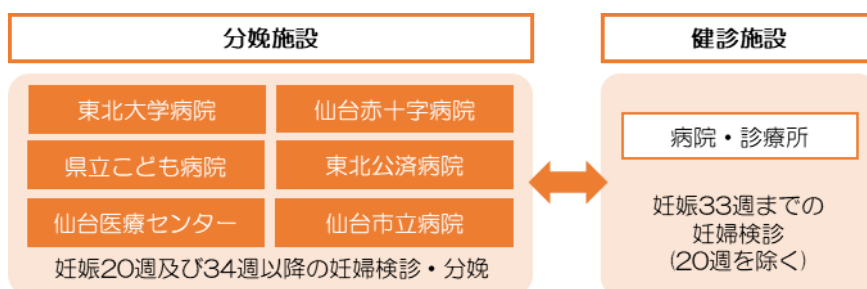 分娩施設
東北大学病院
仙台赤十字病院
県立こども病院
東北公済病院
仙台医療センター
仙台市立病院
妊娠20週及び34週以降の妊婦検診・分娩
健診施設
病院・診療所
妊娠33週までの
妊婦検診
(20週を除く)